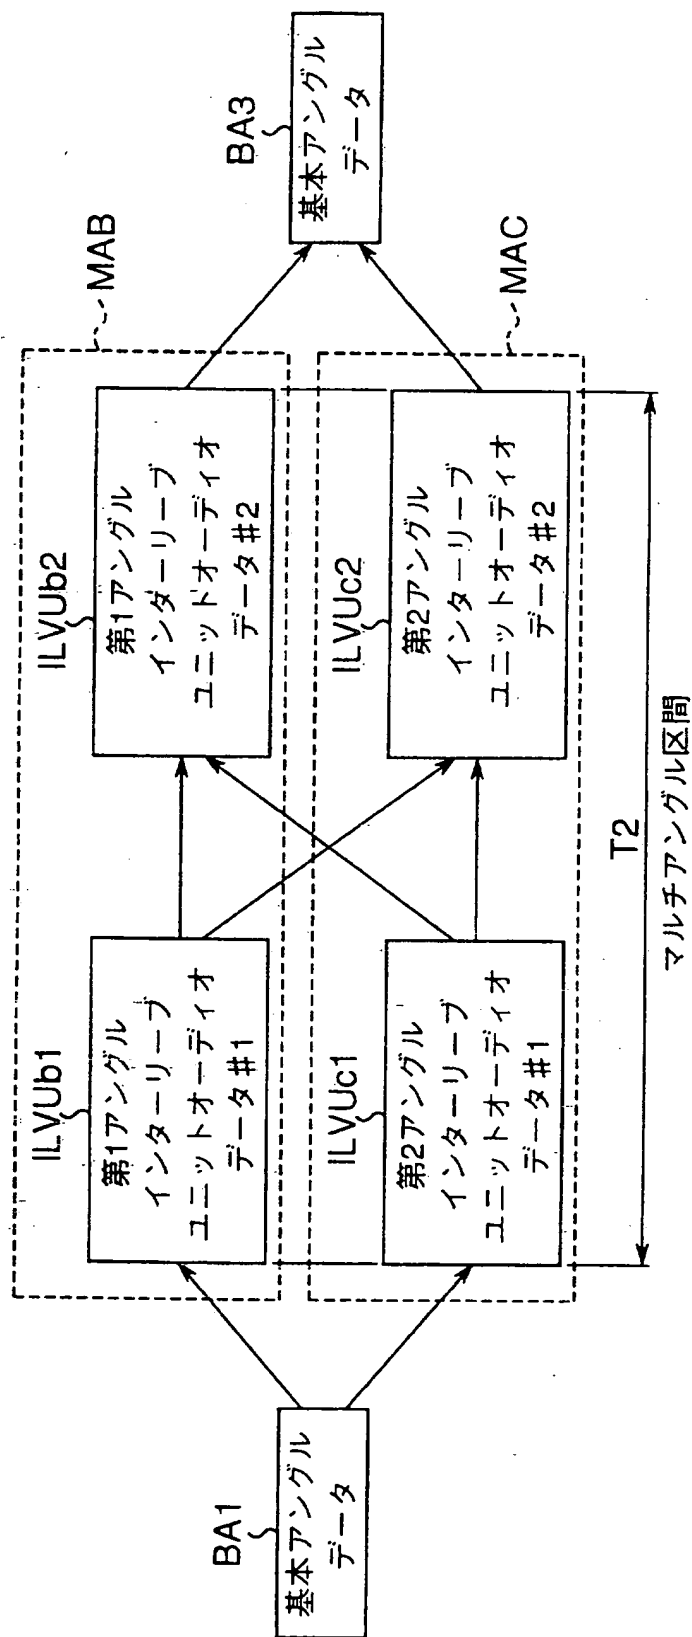 BA1
基本アングル
データ
MAB
ILVUb1
第1アングル
インターリーブ
ユニットオーディオ
データ#1
ILVUb2
第1アングル
インターリーブ
ユニットオーディオ
データ#2
ILVUc1
第2アングル
インターリーブ
ユニットオーディオ
データ#1
ILVUc2
第2アングル
インターリーブ
ユニットオーディオ
データ#2
MAC
BA3
基本アングル
データ
T2
マルチアングル区間